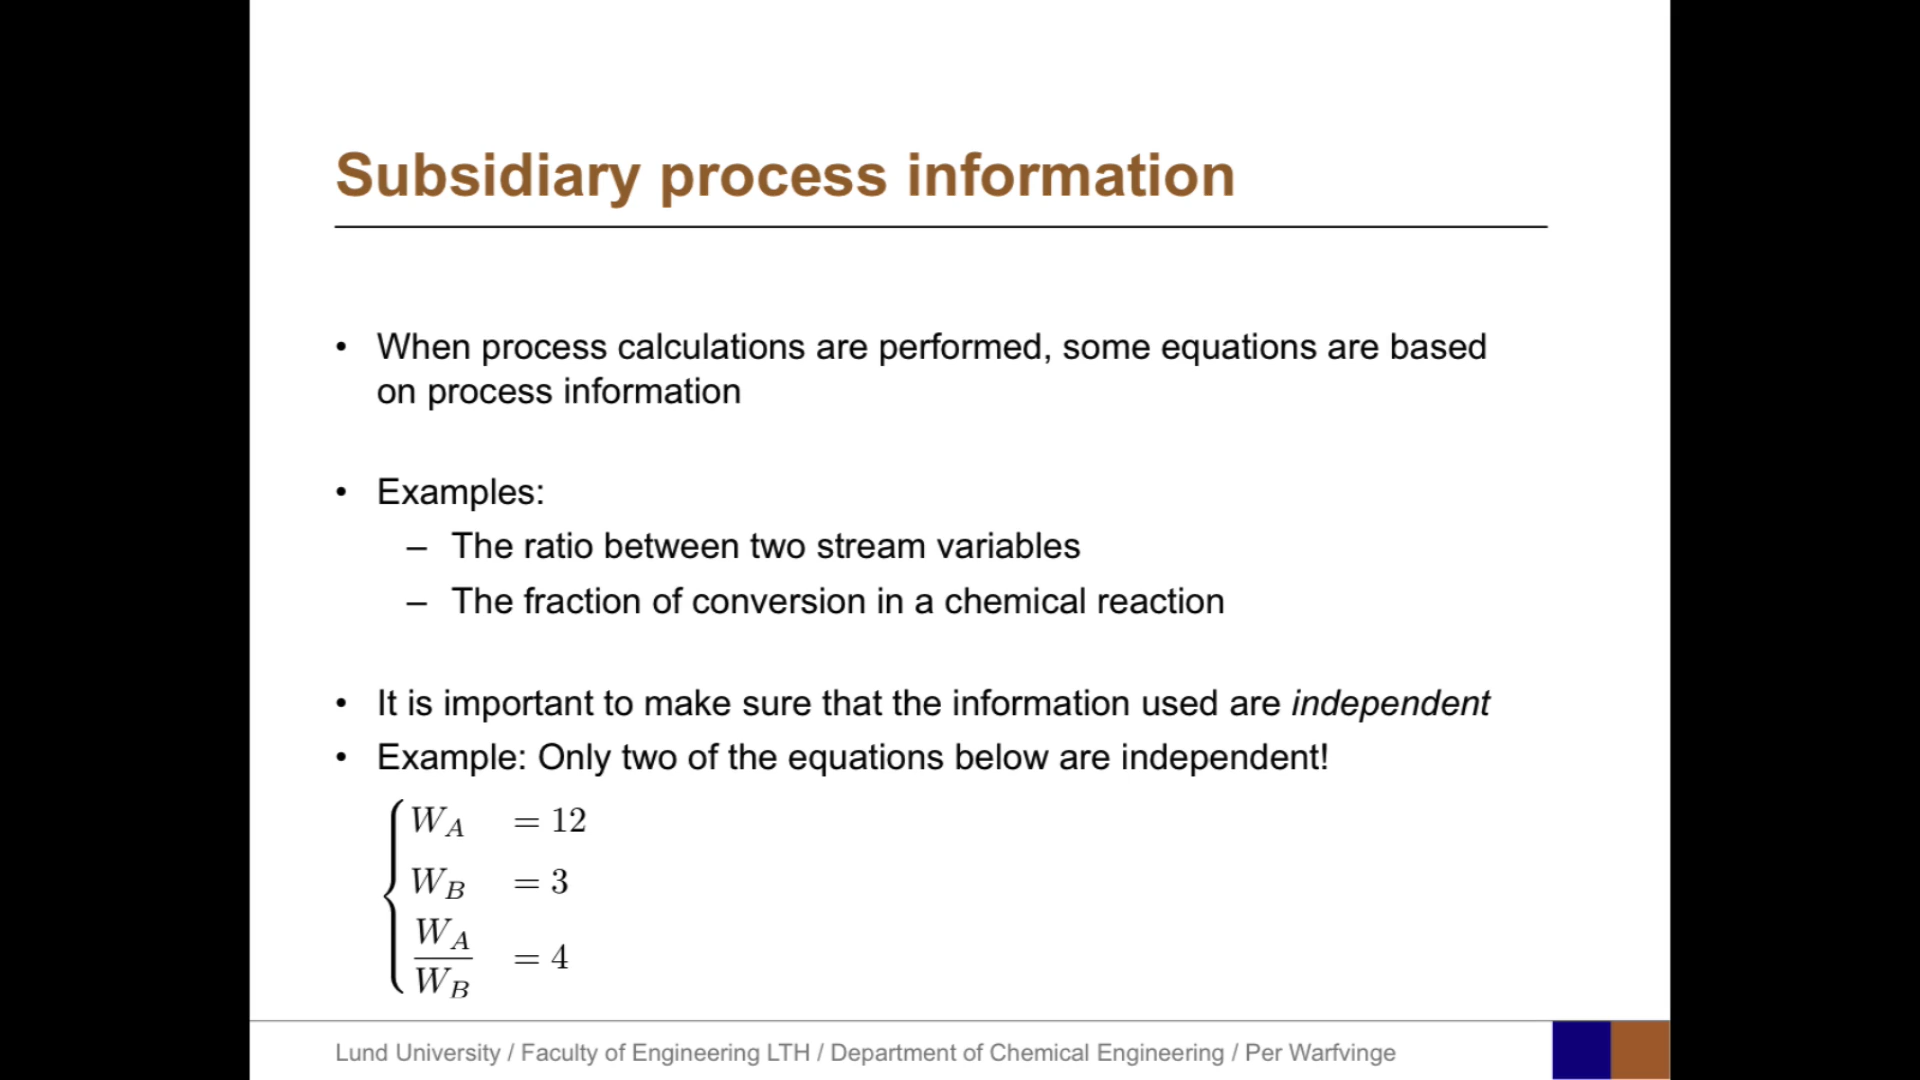 Subsidiary process information
• When process calculations are performed, some equations are based
on process information
• Examples:
– The ratio between two stream variables
– The fraction of conversion in a chemical reaction
• It is important to make sure that the information used are independent
• Example: Only two of the equations below are independent!
W_A = 12
W_B = 3
W_A / W_B = 4
Lund University / Faculty of Engineering LTH / Department of Chemical Engineering / Per Warfvinge